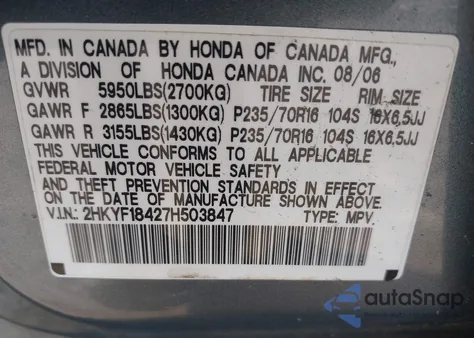 MFD. IN CANADA BY HONDA OF CANADA MFG.,
A DIVISION OF HONDA CANADA INC. 08/06
GVWR 5950LBS(2700KG) TIRE SIZE RIM SIZE
GAWR F 2865LBS(1300KG) P235/70R16 104S 16X6.5JJ
GAWR R 3155LBS(1430KG) P235/70R16 104S 16X6.5JJ
THIS VEHICLE CONFORMS TO ALL APPLICABLE
FEDERAL MOTOR VEHICLE SAFETY
AND THEFT PREVENTION STANDARDS IN EFFECT
ON THE DATE OF MANUFACTURE SHOWN ABOVE.
V.I.N.: 2HKYF18427H503847 TYPE: MPV.
autoSnap